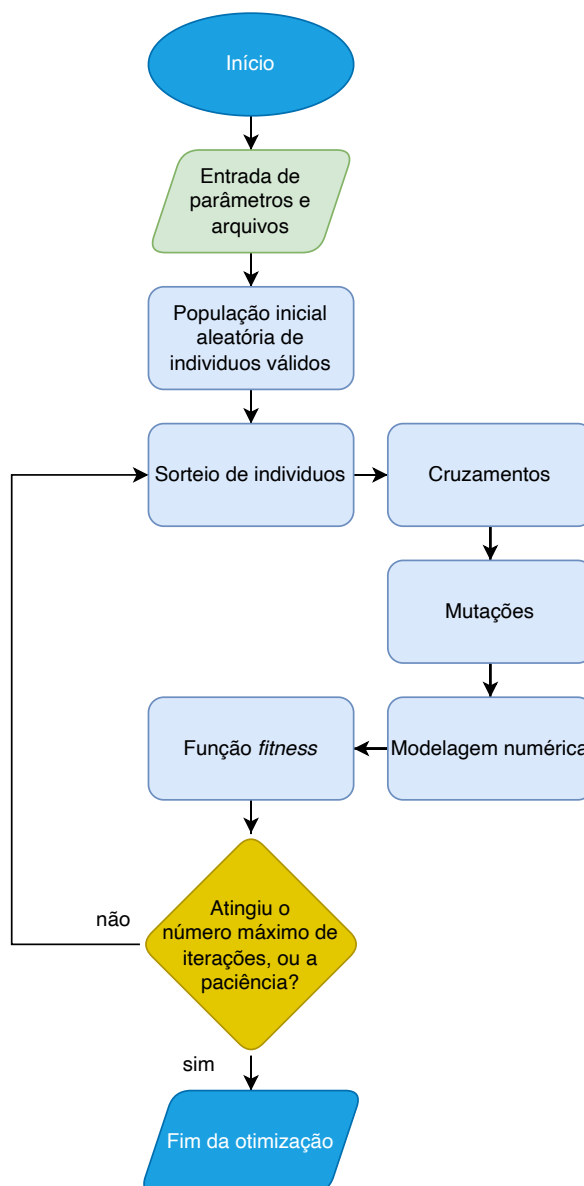 Início
Entrada de
parâmetros e
arquivos
População inicial
aleatória de
individuos válidos
Sorteio de individuos
Cruzamentos
Mutações
Modelagem numérica
Função fitness
Atingiu o
número máximo de
iterações, ou a
paciência?
não
sim
Fim da otimização